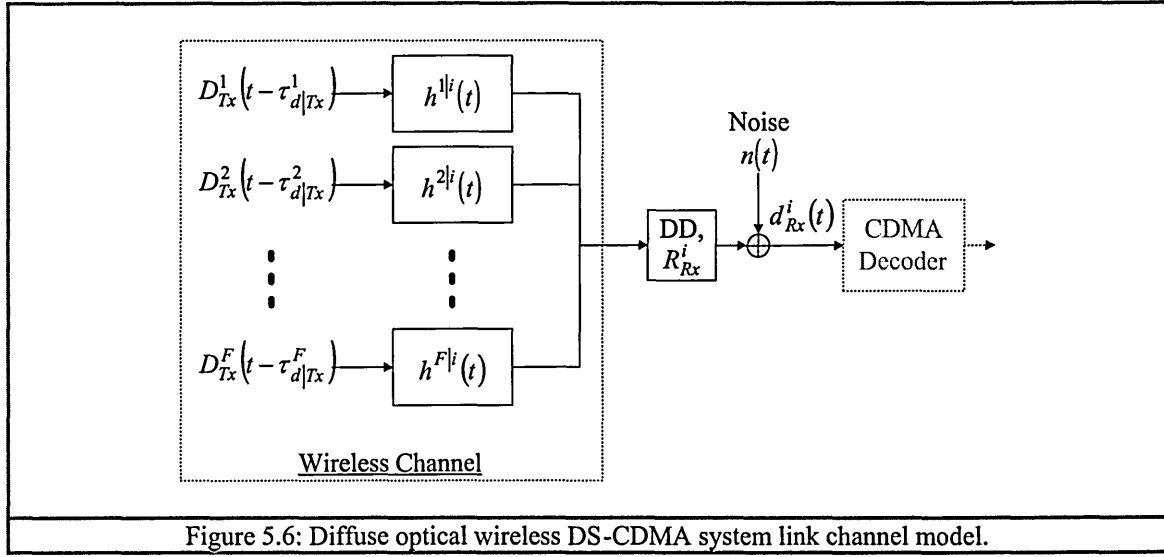 D_{Tx}^{1}(t - τ_{d|Tx}^{1})
h^{1|i}(t)
D_{Tx}^{2}(t - τ_{d|Tx}^{2})
h^{2|i}(t)
D_{Tx}^{F}(t - τ_{d|Tx}^{F})
h^{F|i}(t)
Wireless Channel
DD,
R_{Rx}^{i}
Noise
n(t)
d_{Rx}^{i}(t)
CDMA
Decoder
Figure 5.6: Diffuse optical wireless DS-CDMA system link channel model.